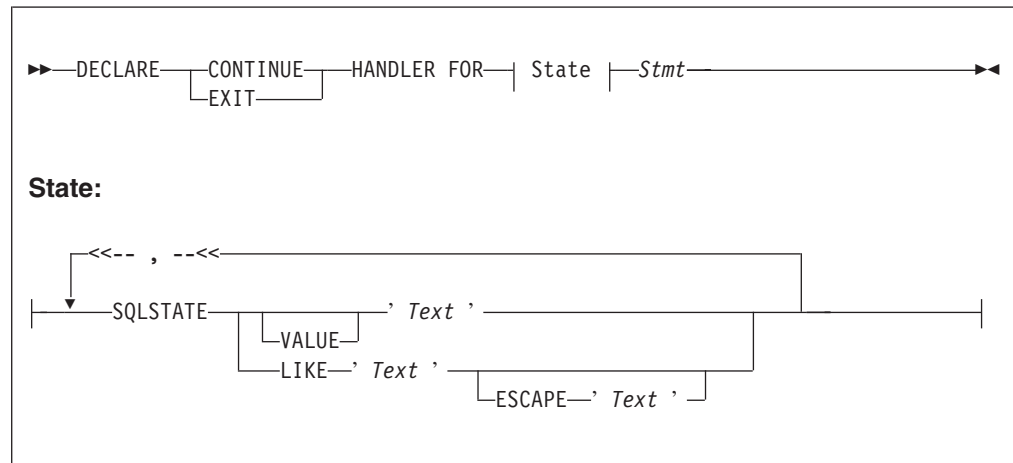 DECLARE CONTINUE HANDLER FOR State Stmt
EXIT
State:
<<-- , --<<
SQLSTATE ' Text '
VALUE
LIKE ' Text '
ESCAPE ' Text '